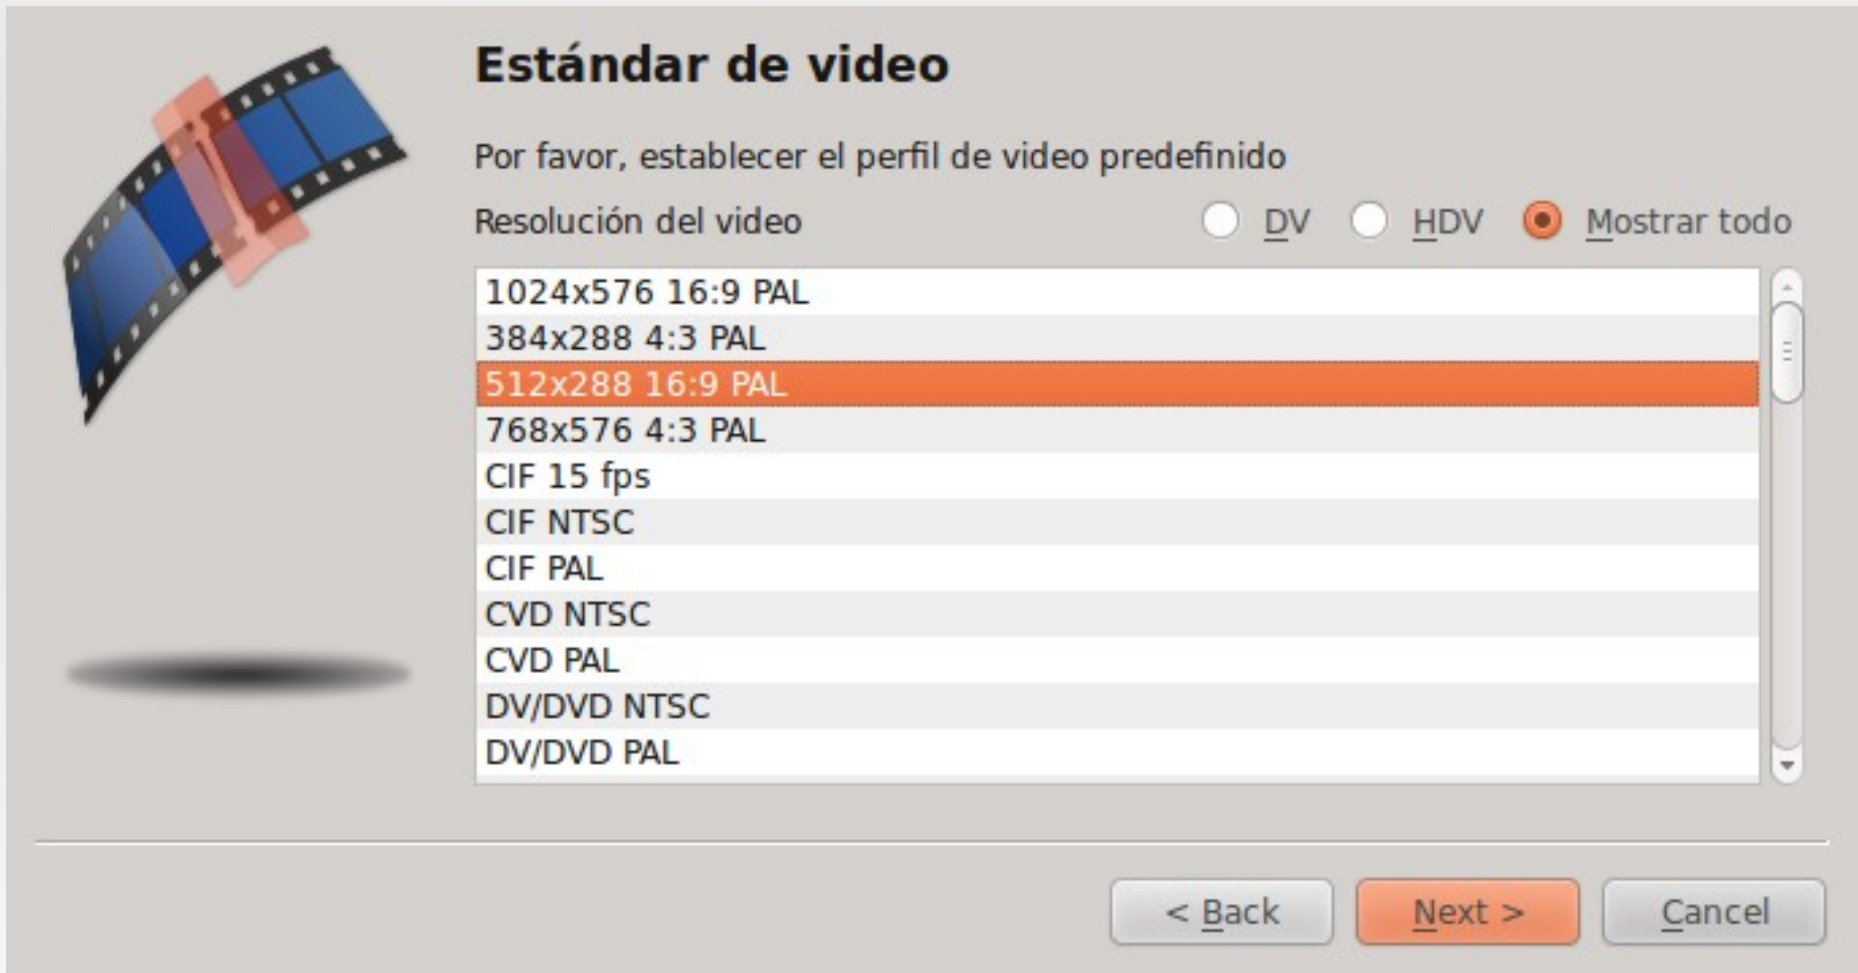 Estándar de video
Por favor, establecer el perfil de video predefinido
Resolución del video DV HDV Mostrar todo
1024x576 16:9 PAL
384x288 4:3 PAL
512x288 16:9 PAL
768x576 4:3 PAL
CIF 15 fps
CIF NTSC
CIF PAL
CVD NTSC
CVD PAL
DV/DVD NTSC
DV/DVD PAL
< Back Next > Cancel